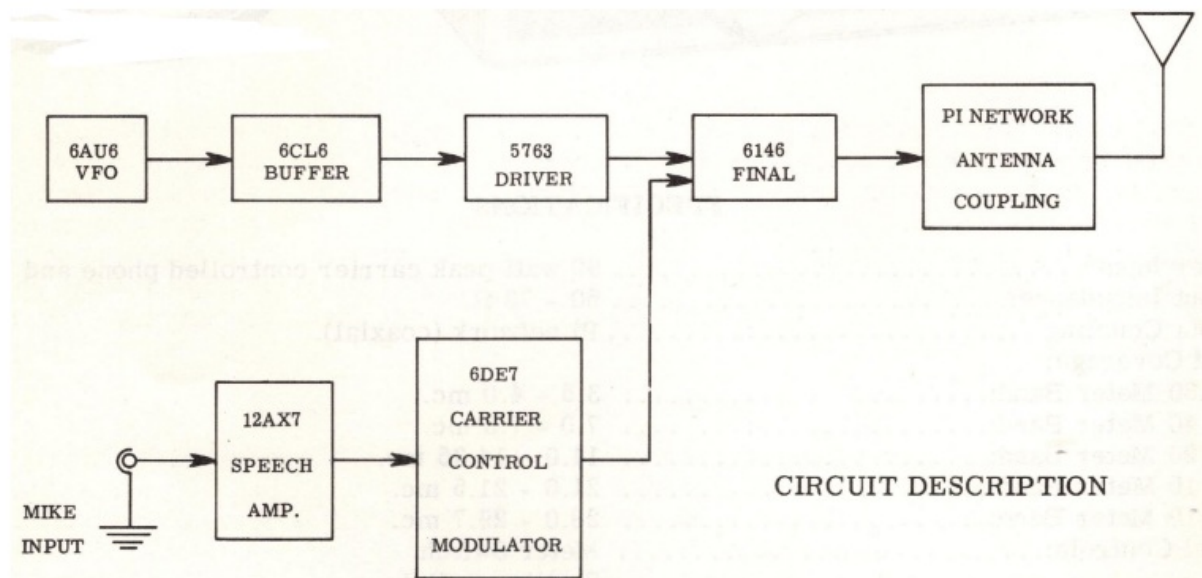 6AU6
VFO
6CL6
BUFFER
5763
DRIVER
6146
FINAL
PI NETWORK
ANTENNA
COUPLING
12AX7
SPEECH
AMP.
6DE7
CARRIER
CONTROL
MODULATOR
MIKE
INPUT
CIRCUIT DESCRIPTION